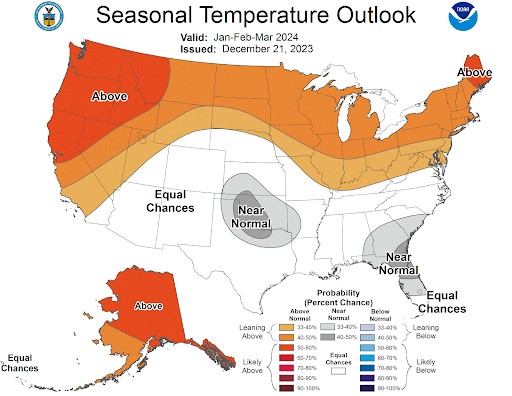 Seasonal Temperature Outlook
Valid: Jan-Feb-Mar 2024
Issued: December 21, 2023
NOAA
Above
Above
Equal
Chances
Near
Normal
Near
Normal
Equal
Chances
Above
Equal
Chances
Probability
(Percent Chance)
Above
Normal
Near
Normal
Below
Normal
Leaning
Above
33-40%
33-40%
33-40%
Leaning
Below
40-50%
40-50%
40-50%
Likely
Above
50-60%
Equal
Chances
50-60%
Likely
Below
60-70%
60-70%
70-80%
70-80%
80-90%
80-90%
90-100%
90-100%